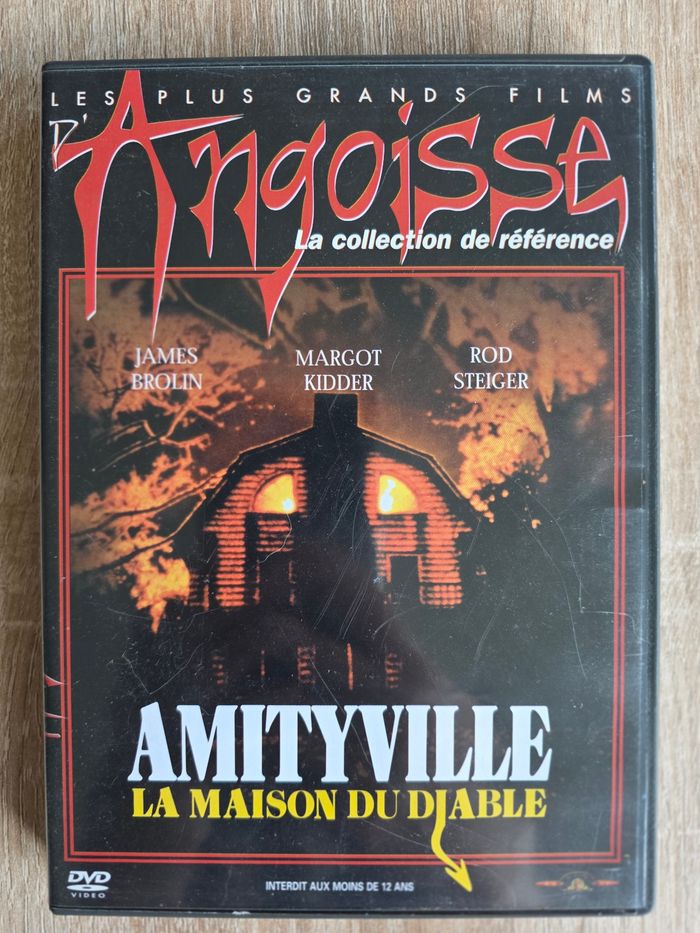 LES PLUS GRANDS FILMS
D'Angoisse
La collection de référence
JAMES BROLIN
MARGOT KIDDER
ROD STEIGER
AMITYVILLE
LA MAISON DU DIABLE
DVD
VIDEO
INTERDIT AUX MOINS DE 12 ANS